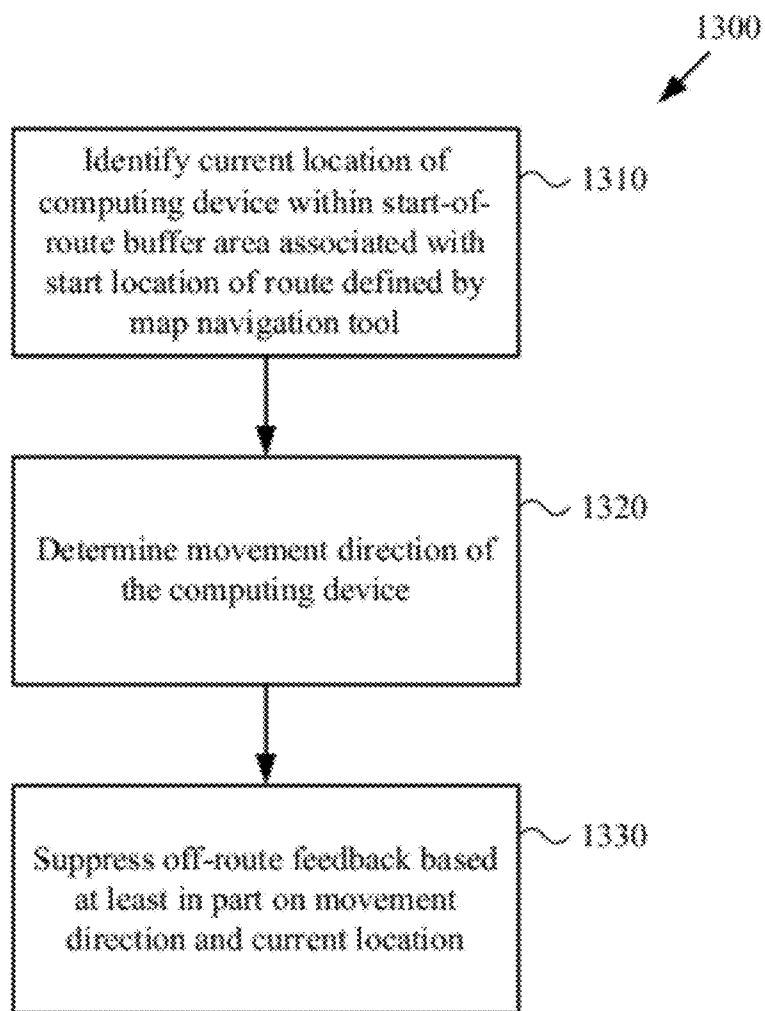 1300
Identify current location of
computing device within start-of-
route buffer area associated with
start location of route defined by
map navigation tool
1310
Determine movement direction of
the computing device
1320
Suppress off-route feedback based
at least in part on movement
direction and current location
1330